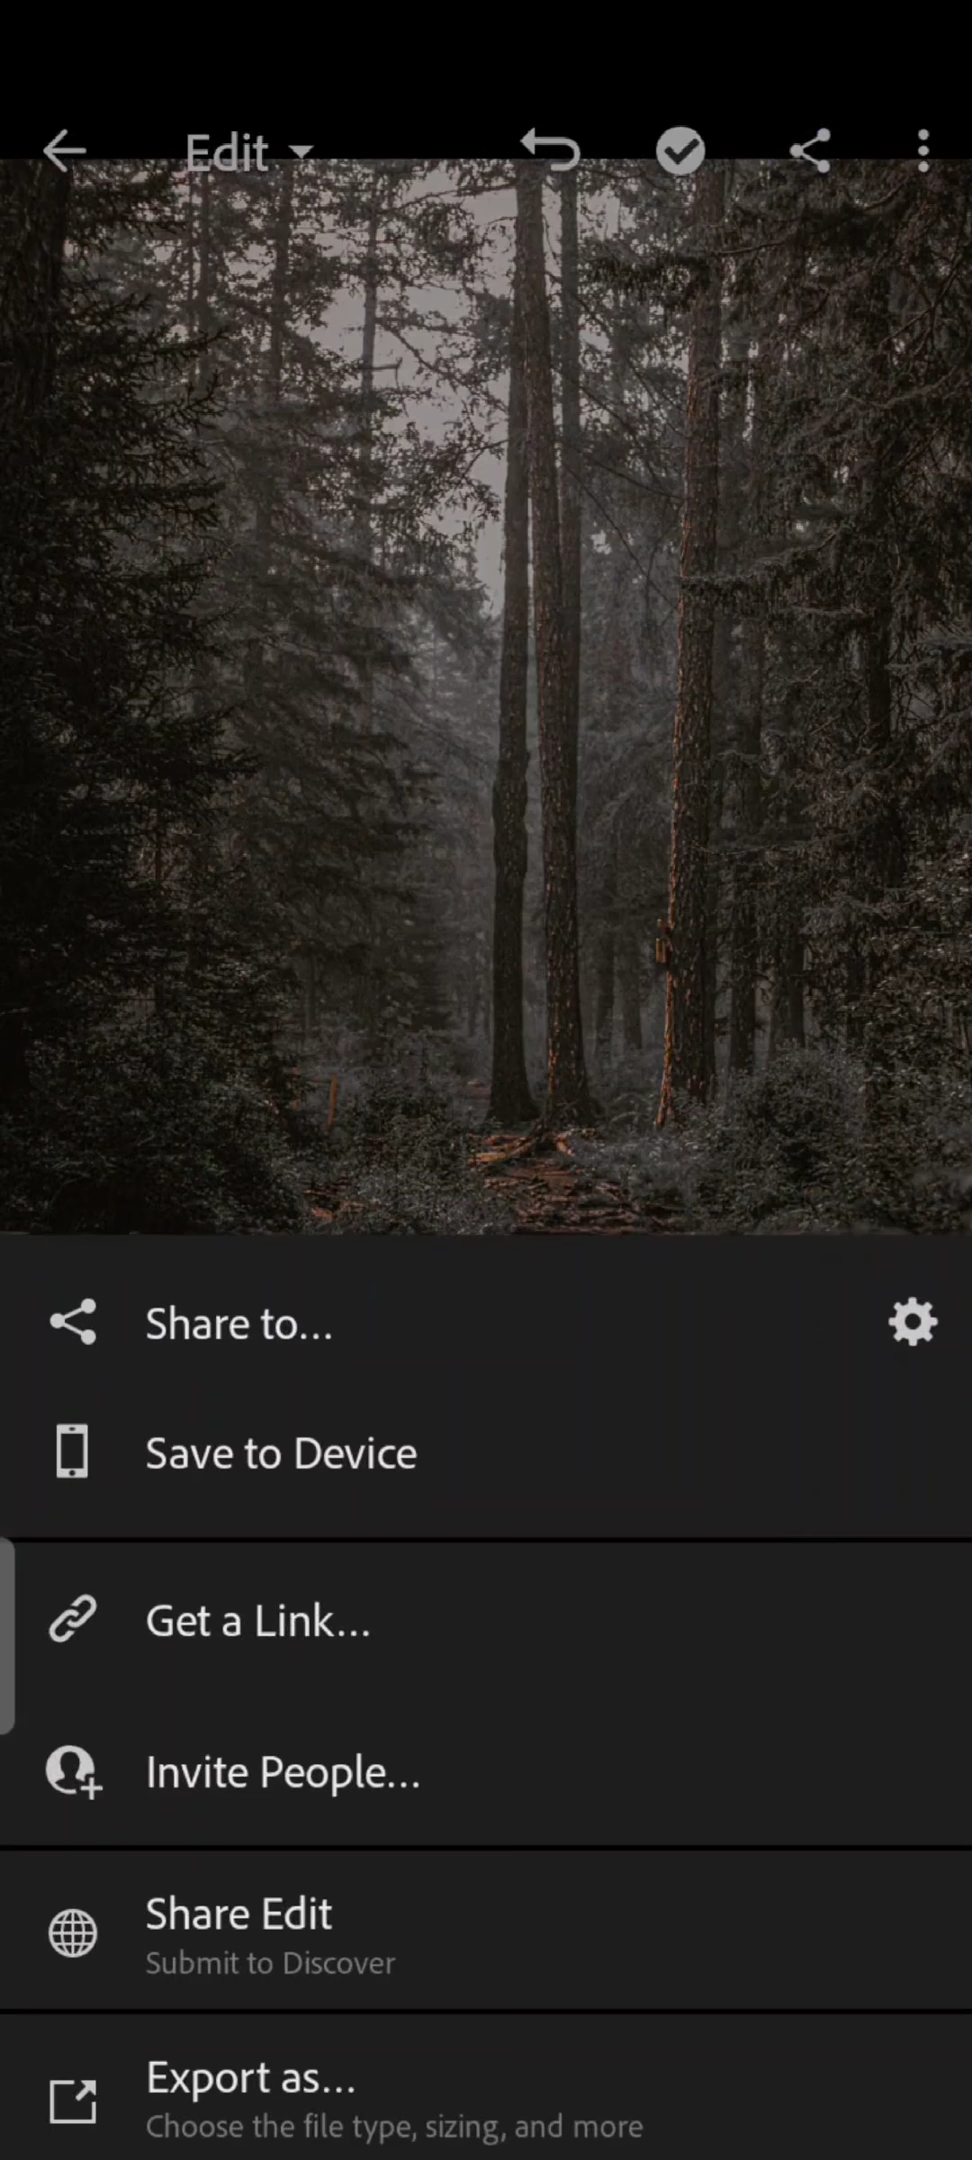 Edit
Share to...
Save to Device
Get a Link...
Invite People...
Share Edit
Submit to Discover
Export as...
Choose the file type, sizing, and more